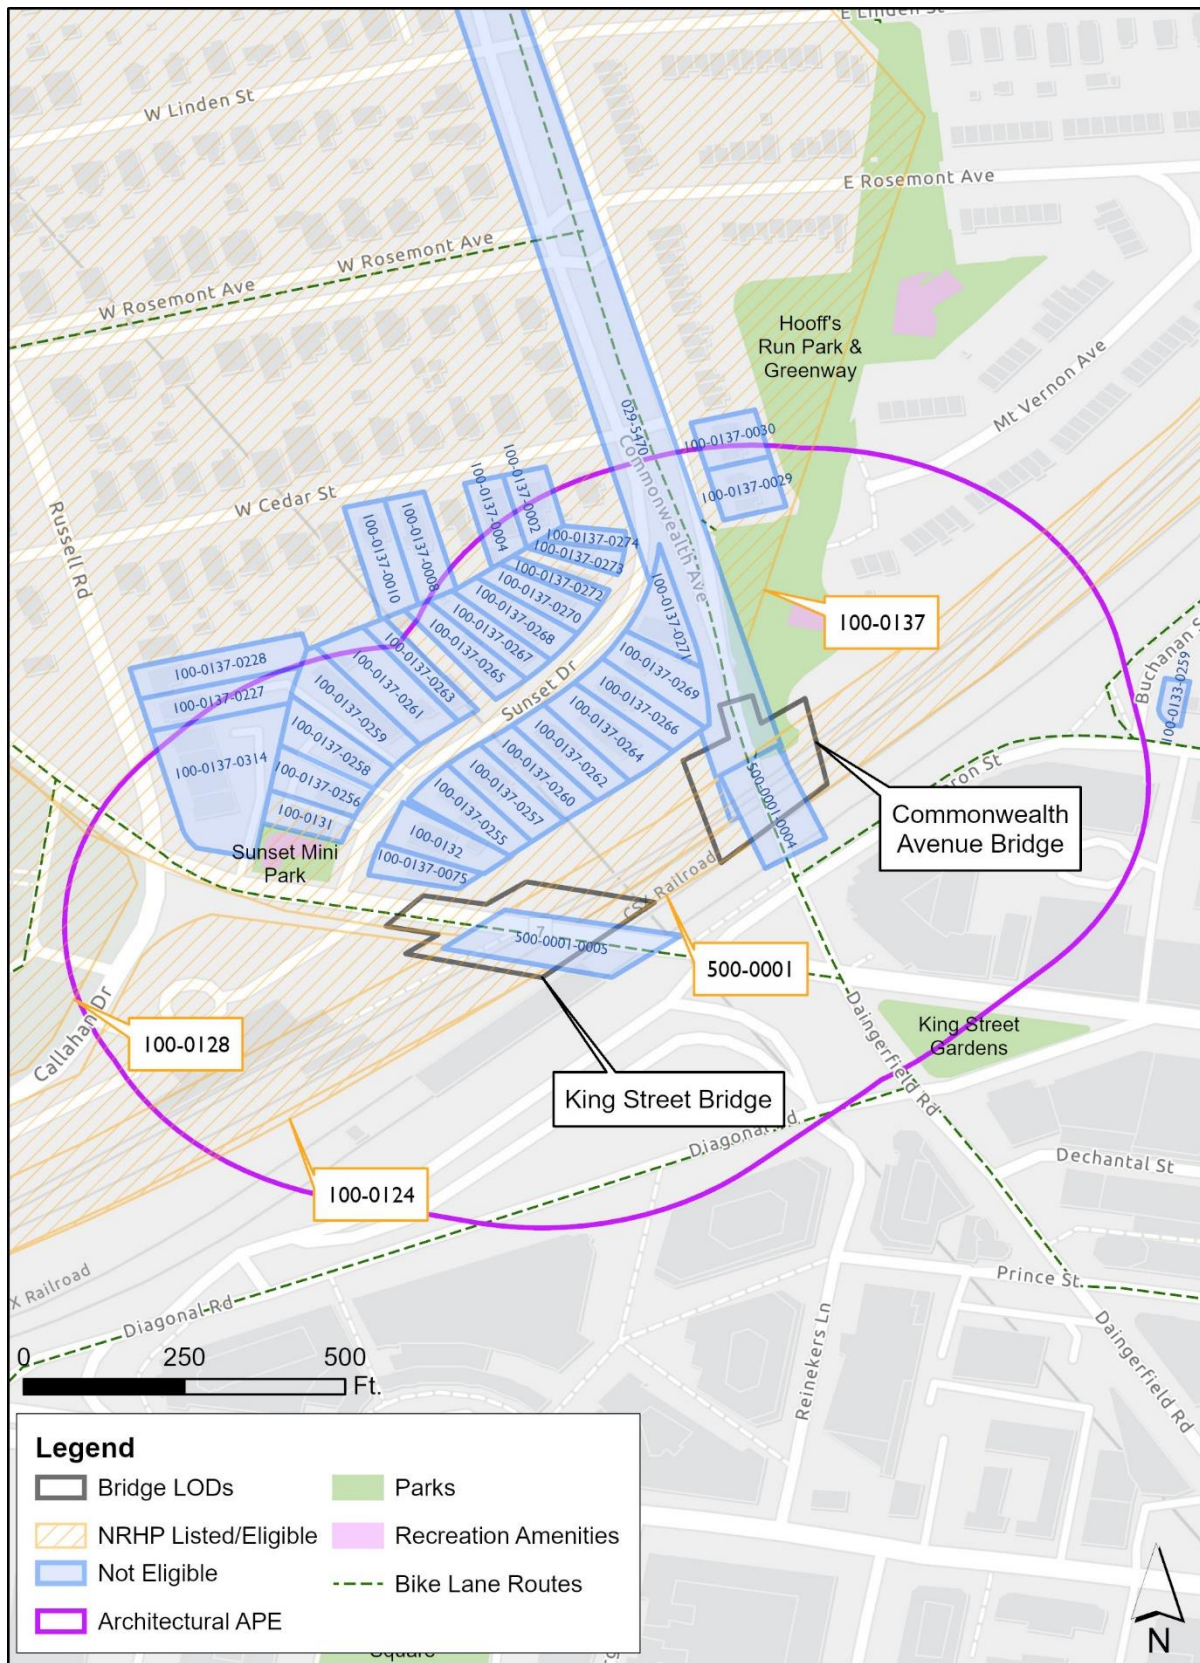 E Linden St
W Linden St
E Rosemont Ave
W Rosemont Ave
W Rosemont Ave
Hooff's
Run Park &
Greenway
Mt Vernon Ave
029-5470
Commonwealth Ave
100-0137-0030
100-0137-0029
W Cedar St
Russell Rd
100-0137-0010
100-0137-0008
100-0137-0004
100-0137-0002
100-0137-0274
100-0137-0273
100-0137-0272
100-0137-0270
100-0137-0268
100-0137-0267
100-0137-0265
100-0137-0263
100-0137-0261
100-0137-0259
100-0137-0258
100-0137-0256
100-0131
100-0137-0228
100-0137-0227
100-0137-0314
Sunset Dr
100-0137-0271
100-0137-0269
100-0137-0266
100-0137-0264
100-0137-0262
100-0137-0260
100-0137-0257
100-0137-0255
100-0132
100-0137-0075
100-0137
Buchanan S
100-0133-0259
eron St
500-0001-0004
Commonwealth
Avenue Bridge
Sunset Mini
Park
CSX Railroad
7
500-0001-0005
500-0001
Callahan Dr
100-0128
King Street
Gardens
King Street Bridge
Daingerfield Rd
Diagonal Rd
Dechantal St
100-0124
X Railroad
Diagonal Rd
Prince St
Reinekers Ln
Daingerfield Rd
0 250 500
Ft.
Legend
Bridge LODs
NRHP Listed/Eligible
Not Eligible
Architectural APE
Parks
Recreation Amenities
Bike Lane Routes
Square
N